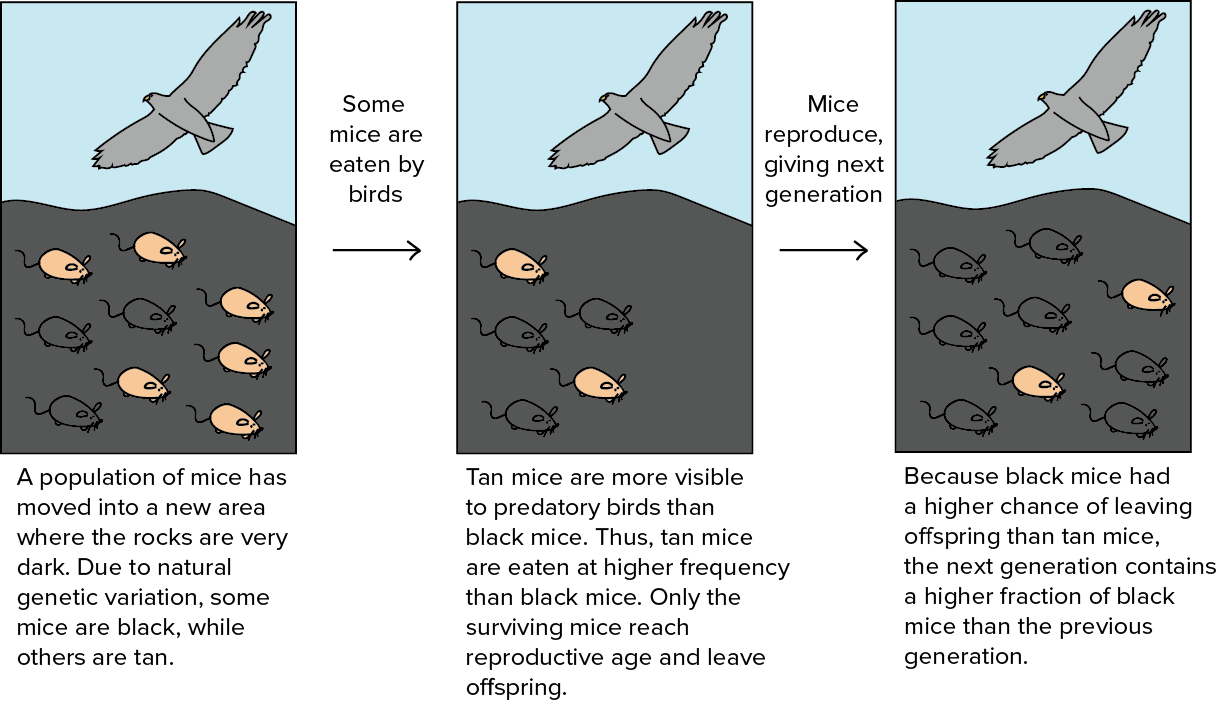 Some
mice are
eaten by
birds
Mice
reproduce,
giving next
generation
A population of mice has
moved into a new area
where the rocks are very
dark. Due to natural
genetic variation, some
mice are black, while
others are tan.
Tan mice are more visible
to predatory birds than
black mice. Thus, tan mice
are eaten at higher frequency
than black mice. Only the
surviving mice reach
reproductive age and leave
offspring.
Because black mice had
a higher chance of leaving
offspring than tan mice,
the next generation contains
a higher fraction of black
mice than the previous
generation.